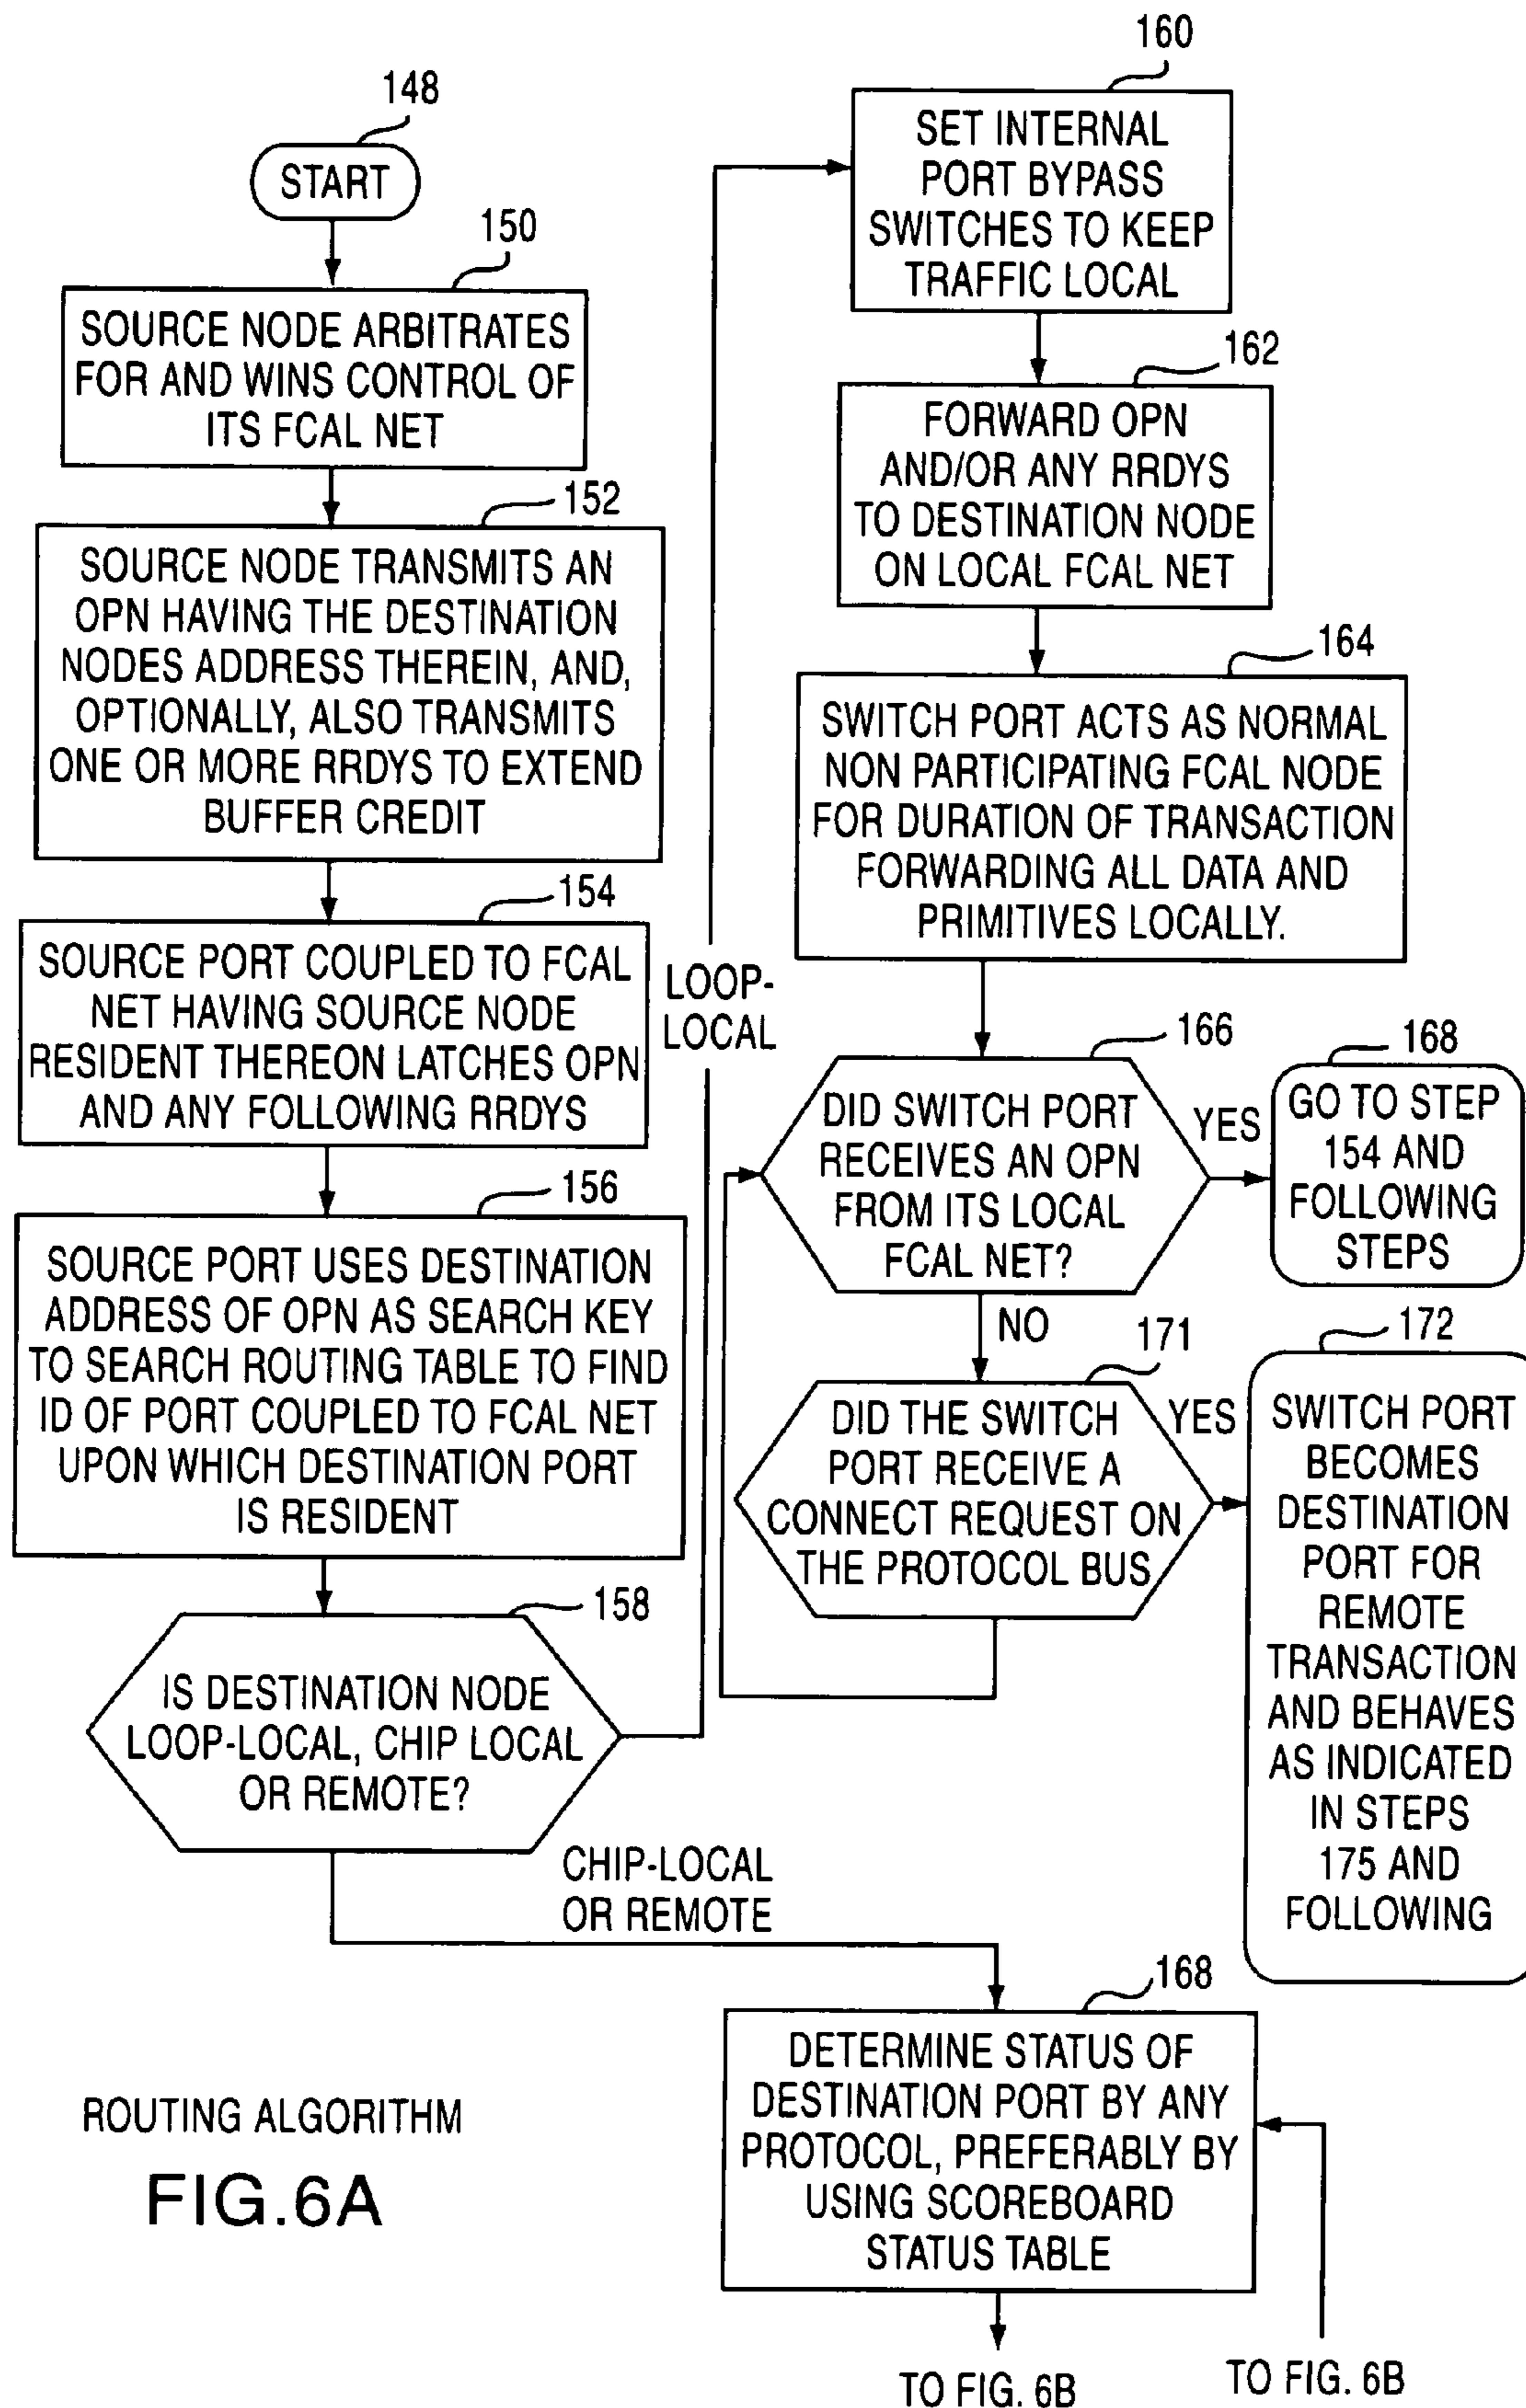 148
START
150
SOURCE NODE ARBITRATES
FOR AND WINS CONTROL OF
ITS FCAL NET
152
SOURCE NODE TRANSMITS AN
OPN HAVING THE DESTINATION
NODES ADDRESS THEREIN, AND,
OPTIONALLY, ALSO TRANSMITS
ONE OR MORE RRDYS TO EXTEND
BUFFER CREDIT
154
SOURCE PORT COUPLED TO FCAL
NET HAVING SOURCE NODE
RESIDENT THEREON LATCHES OPN
AND ANY FOLLOWING RRDYS
156
SOURCE PORT USES DESTINATION
ADDRESS OF OPN AS SEARCH KEY
TO SEARCH ROUTING TABLE TO FIND
ID OF PORT COUPLED TO FCAL NET
UPON WHICH DESTINATION PORT
IS RESIDENT
158
IS DESTINATION NODE
LOOP-LOCAL, CHIP LOCAL
OR REMOTE?
LOOP-
LOCAL
CHIP-LOCAL
OR REMOTE
160
SET INTERNAL
PORT BYPASS
SWITCHES TO KEEP
TRAFFIC LOCAL
162
FORWARD OPN
AND/OR ANY RRDYS
TO DESTINATION NODE
ON LOCAL FCAL NET
164
SWITCH PORT ACTS AS NORMAL
NON PARTICIPATING FCAL NODE
FOR DURATION OF TRANSACTION
FORWARDING ALL DATA AND
PRIMITIVES LOCALLY.
166
DID SWITCH PORT
RECEIVES AN OPN
FROM ITS LOCAL
FCAL NET?
YES
168
GO TO STEP
154 AND
FOLLOWING
STEPS
NO
171
DID THE SWITCH
PORT RECEIVE A
CONNECT REQUEST ON
THE PROTOCOL BUS
YES
172
SWITCH PORT
BECOMES
DESTINATION
PORT FOR
REMOTE
TRANSACTION
AND BEHAVES
AS INDICATED
IN STEPS
175 AND
FOLLOWING
168
DETERMINE STATUS OF
DESTINATION PORT BY ANY
PROTOCOL, PREFERABLY BY
USING SCOREBOARD
STATUS TABLE
TO FIG. 6B
TO FIG. 6B
ROUTING ALGORITHM
FIG.6A